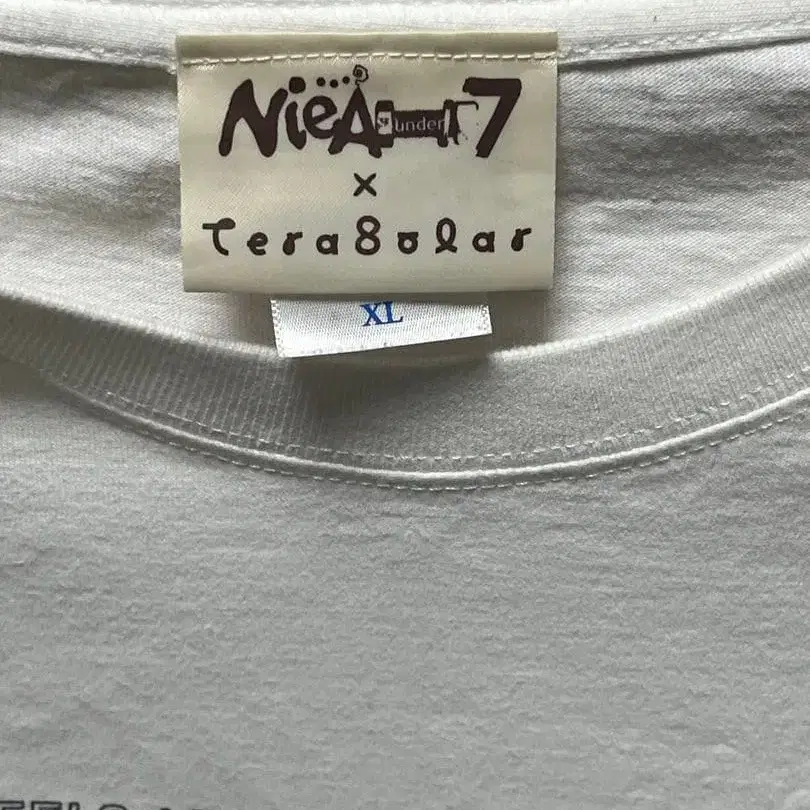 NieA under 7
×
Tera8olar
XL